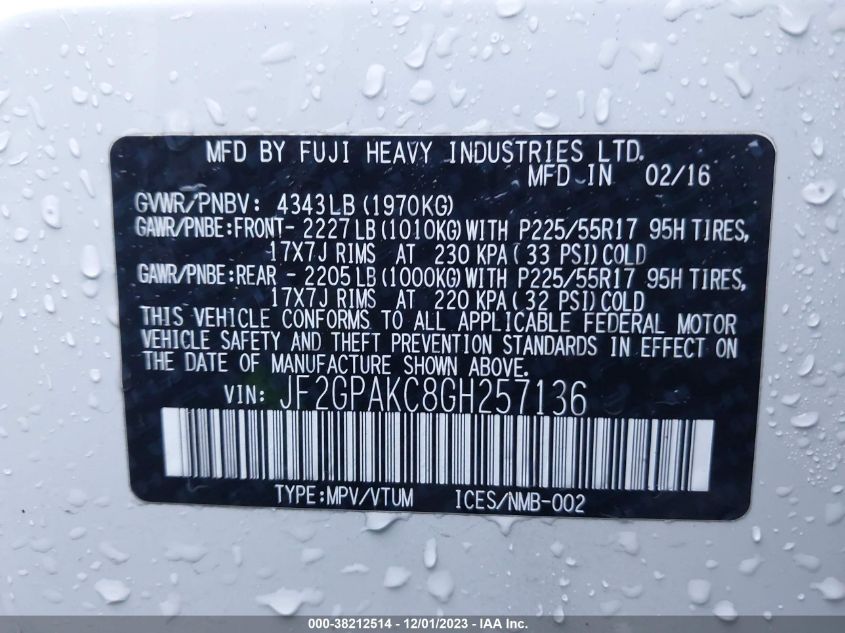 MFD BY FUJI HEAVY INDUSTRIES LTD.
MFD IN 02/16
GVWR/PNBV: 4343LB (1970KG)
GAWR/PNBE:FRONT- 2227LB (1010KG) WITH P225/55R17 95H TIRES,
17X7J RIMS AT 230 KPA ( 33 PSI) COLD
GAWR/PNBE:REAR - 2205LB (1000KG) WITH P225/55R17 95H TIRES,
17X7J RIMS AT 220 KPA ( 32 PSI) COLD
THIS VEHICLE CONFORMS TO ALL APPLICABLE FEDERAL MOTOR
VEHICLE SAFETY AND THEFT PREVENTION STANDARDS IN EFFECT ON
THE DATE OF MANUFACTURE SHOWN ABOVE.
VIN: JF2GPAKC8GH257136
TYPE:MPV/VTUM ICES/NMB-002
000-38212514 - 12/01/2023 - US